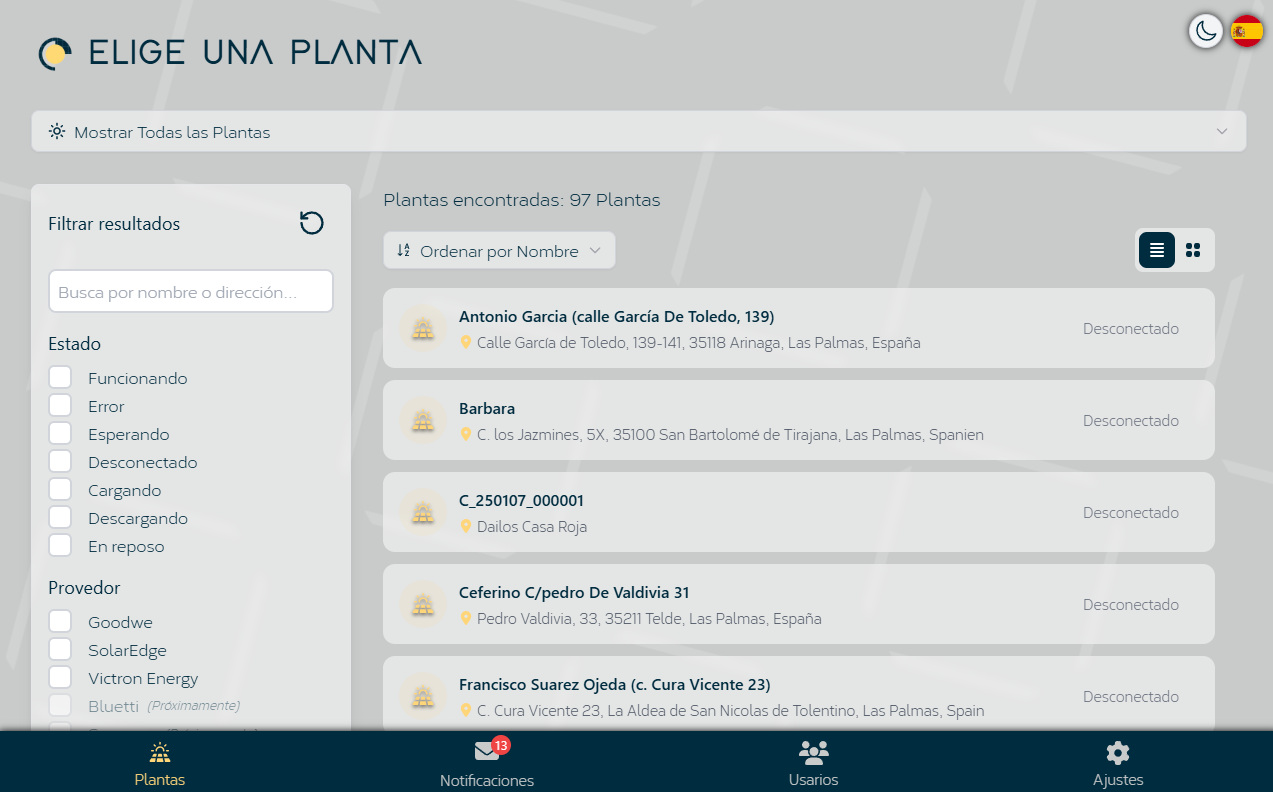 ELIGE UNA PLANTA
Mostrar Todas las Plantas
Filtrar resultados
Busca por nombre o dirección...
Estado
Funcionando
Error
Esperando
Desconectado
Cargando
Descargando
En reposo
Provedor
Goodwe
SolarEdge
Victron Energy
Bluetti (Próximamente)
Plantas encontradas: 97 Plantas
Ordenar por Nombre
Antonio Garcia (calle García De Toledo, 139)
Calle García de Toledo, 139-141, 35118 Arinaga, Las Palmas, España
Desconectado
Barbara
C. los Jazmines, 5X, 35100 San Bartolomé de Tirajana, Las Palmas, Spanien
Desconectado
C_250107_000001
Dailos Casa Roja
Desconectado
Ceferino C/pedro De Valdivia 31
Pedro Valdivia, 33, 35211 Telde, Las Palmas, España
Desconectado
Francisco Suarez Ojeda (c. Cura Vicente 23)
C. Cura Vicente 23, La Aldea de San Nicolas de Tolentino, Las Palmas, Spain
Desconectado
Plantas
13
Notificaciones
Usarios
Ajustes